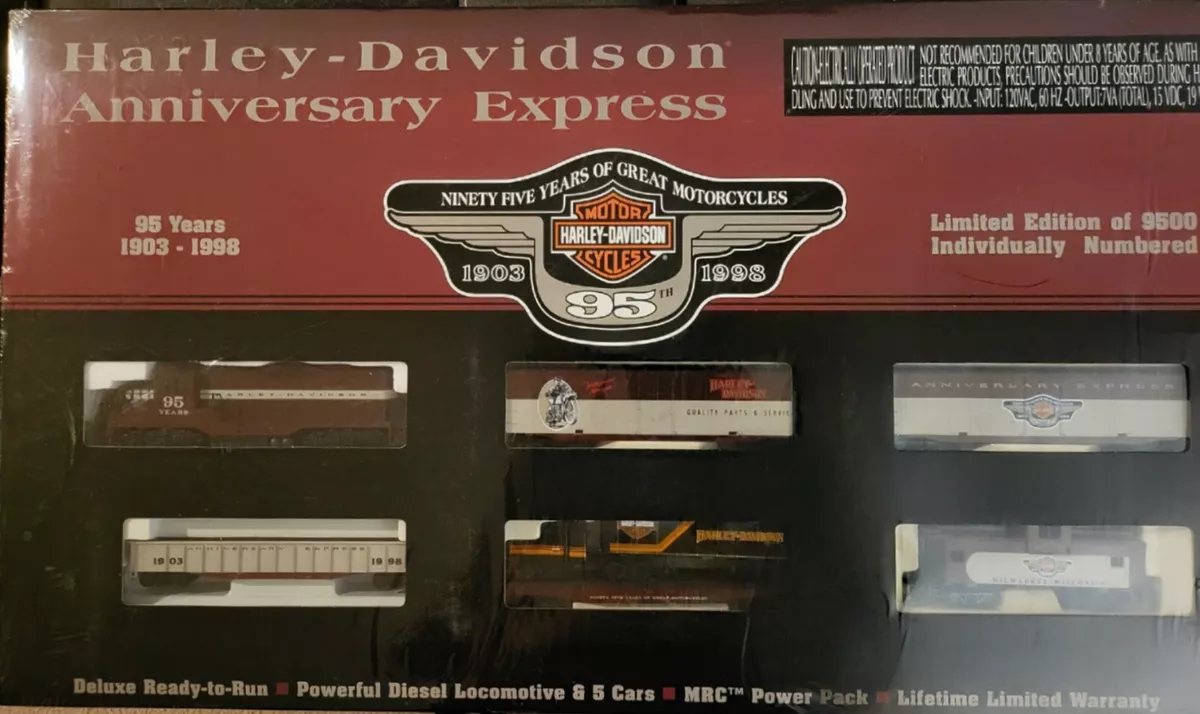 Harley-Davidson
Anniversary Express
CAUTION-ELECTRICALLY OPERATED PRODUCT NOT RECOMMENDED FOR CHILDREN UNDER 8 YEARS OF AGE. AS WITH
ELECTRIC PRODUCTS, PRECAUTIONS SHOULD BE OBSERVED DURING
DLING AND USE TO PREVENT ELECTRIC SHOCK. -INPUT: 120VAC, 60 HZ -OUTPUT:7VA (TOTAL), 15 VDC,
95 Years
1903 - 1998
NINETY FIVE YEARS OF GREAT MOTORCYCLES
MOTOR
HARLEY-DAVIDSON
CYCLES
1903 1998
95TH
Limited Edition of 9500
Individually Numbered
95
YEARS
HARLEY-DAVIDSON
HARLEY-
DAVIDSON
QUALITY PARTS & SERVICE
ANNIVERSARY EXPRESS
1903 ANNIVERSARY EXPRESS 1998
HARLEY-DAVIDSON
MILWAUKEE, WISCONSIN
Deluxe Ready-to-Run ■ Powerful Diesel Locomotive & 5 Cars ■ MRC™ Power Pack ■ Lifetime Limited Warranty